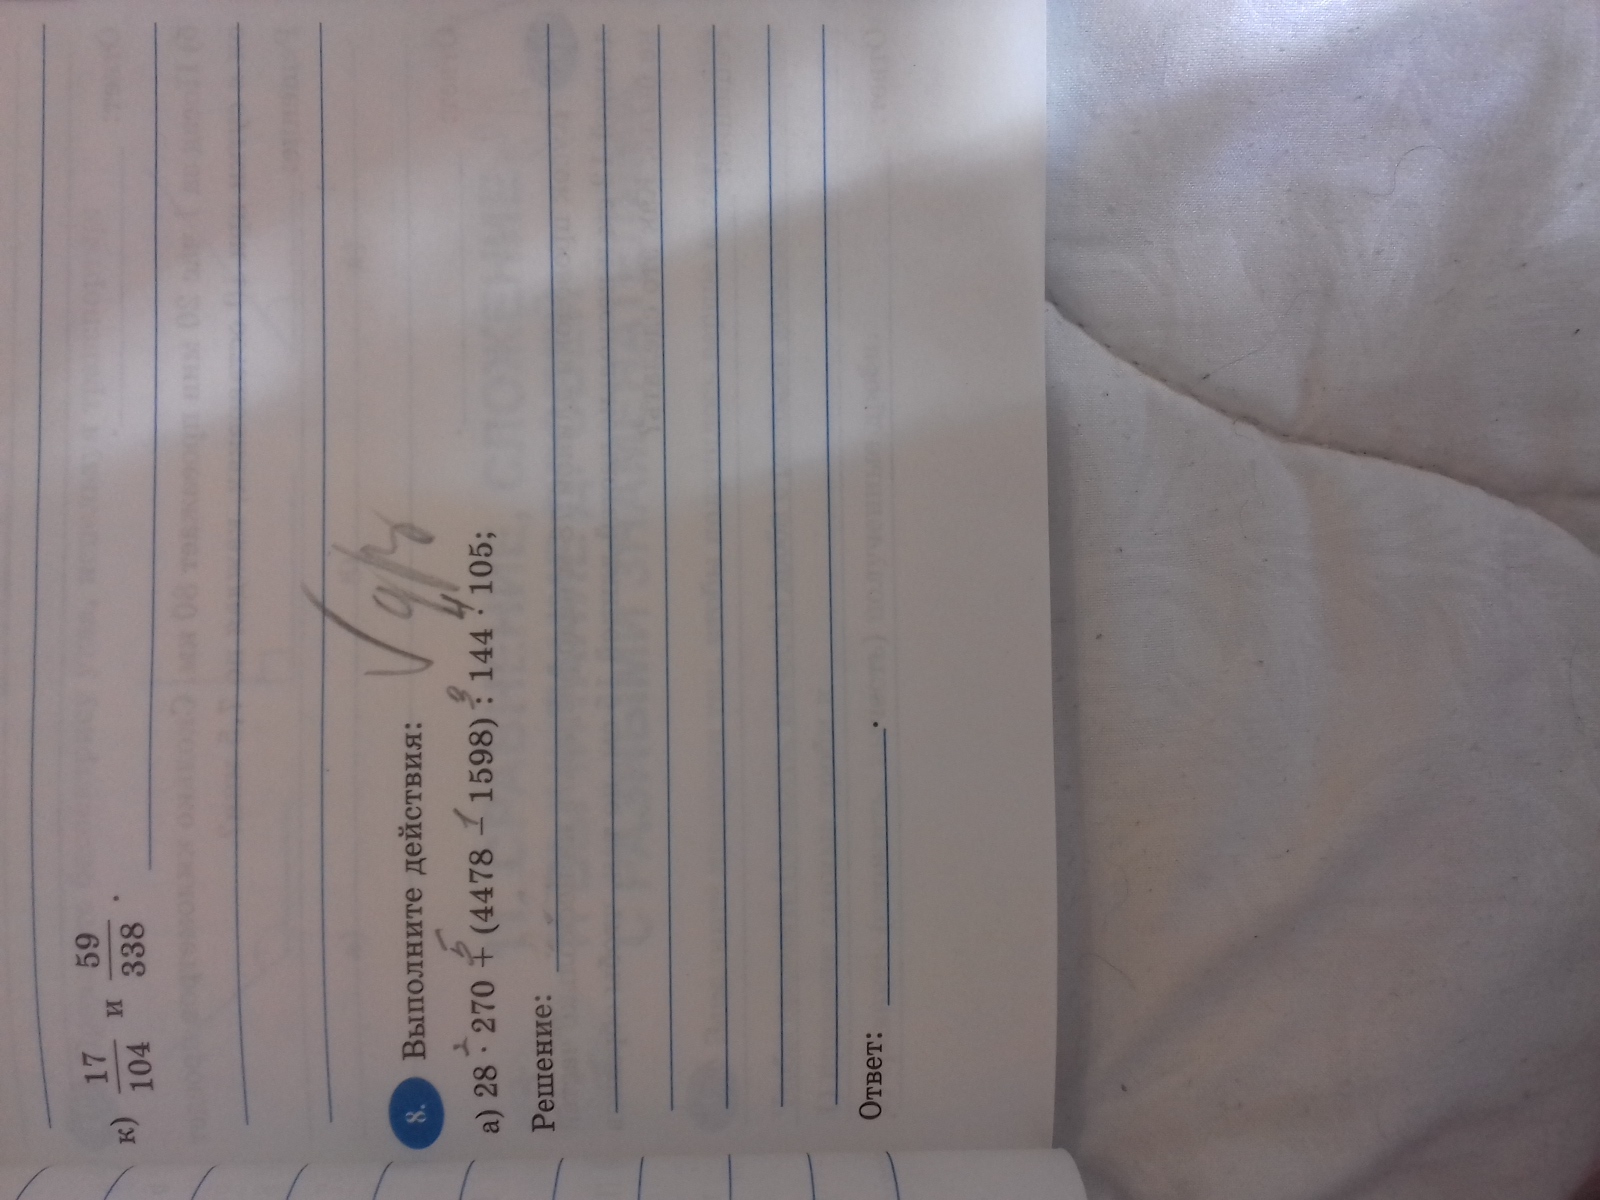 к) 17/104 и 59/338 .
8. Выполните действия:
а) 28 · 270 + (4478 − 1598) : 144 · 105;
Решение:
Ответ: .